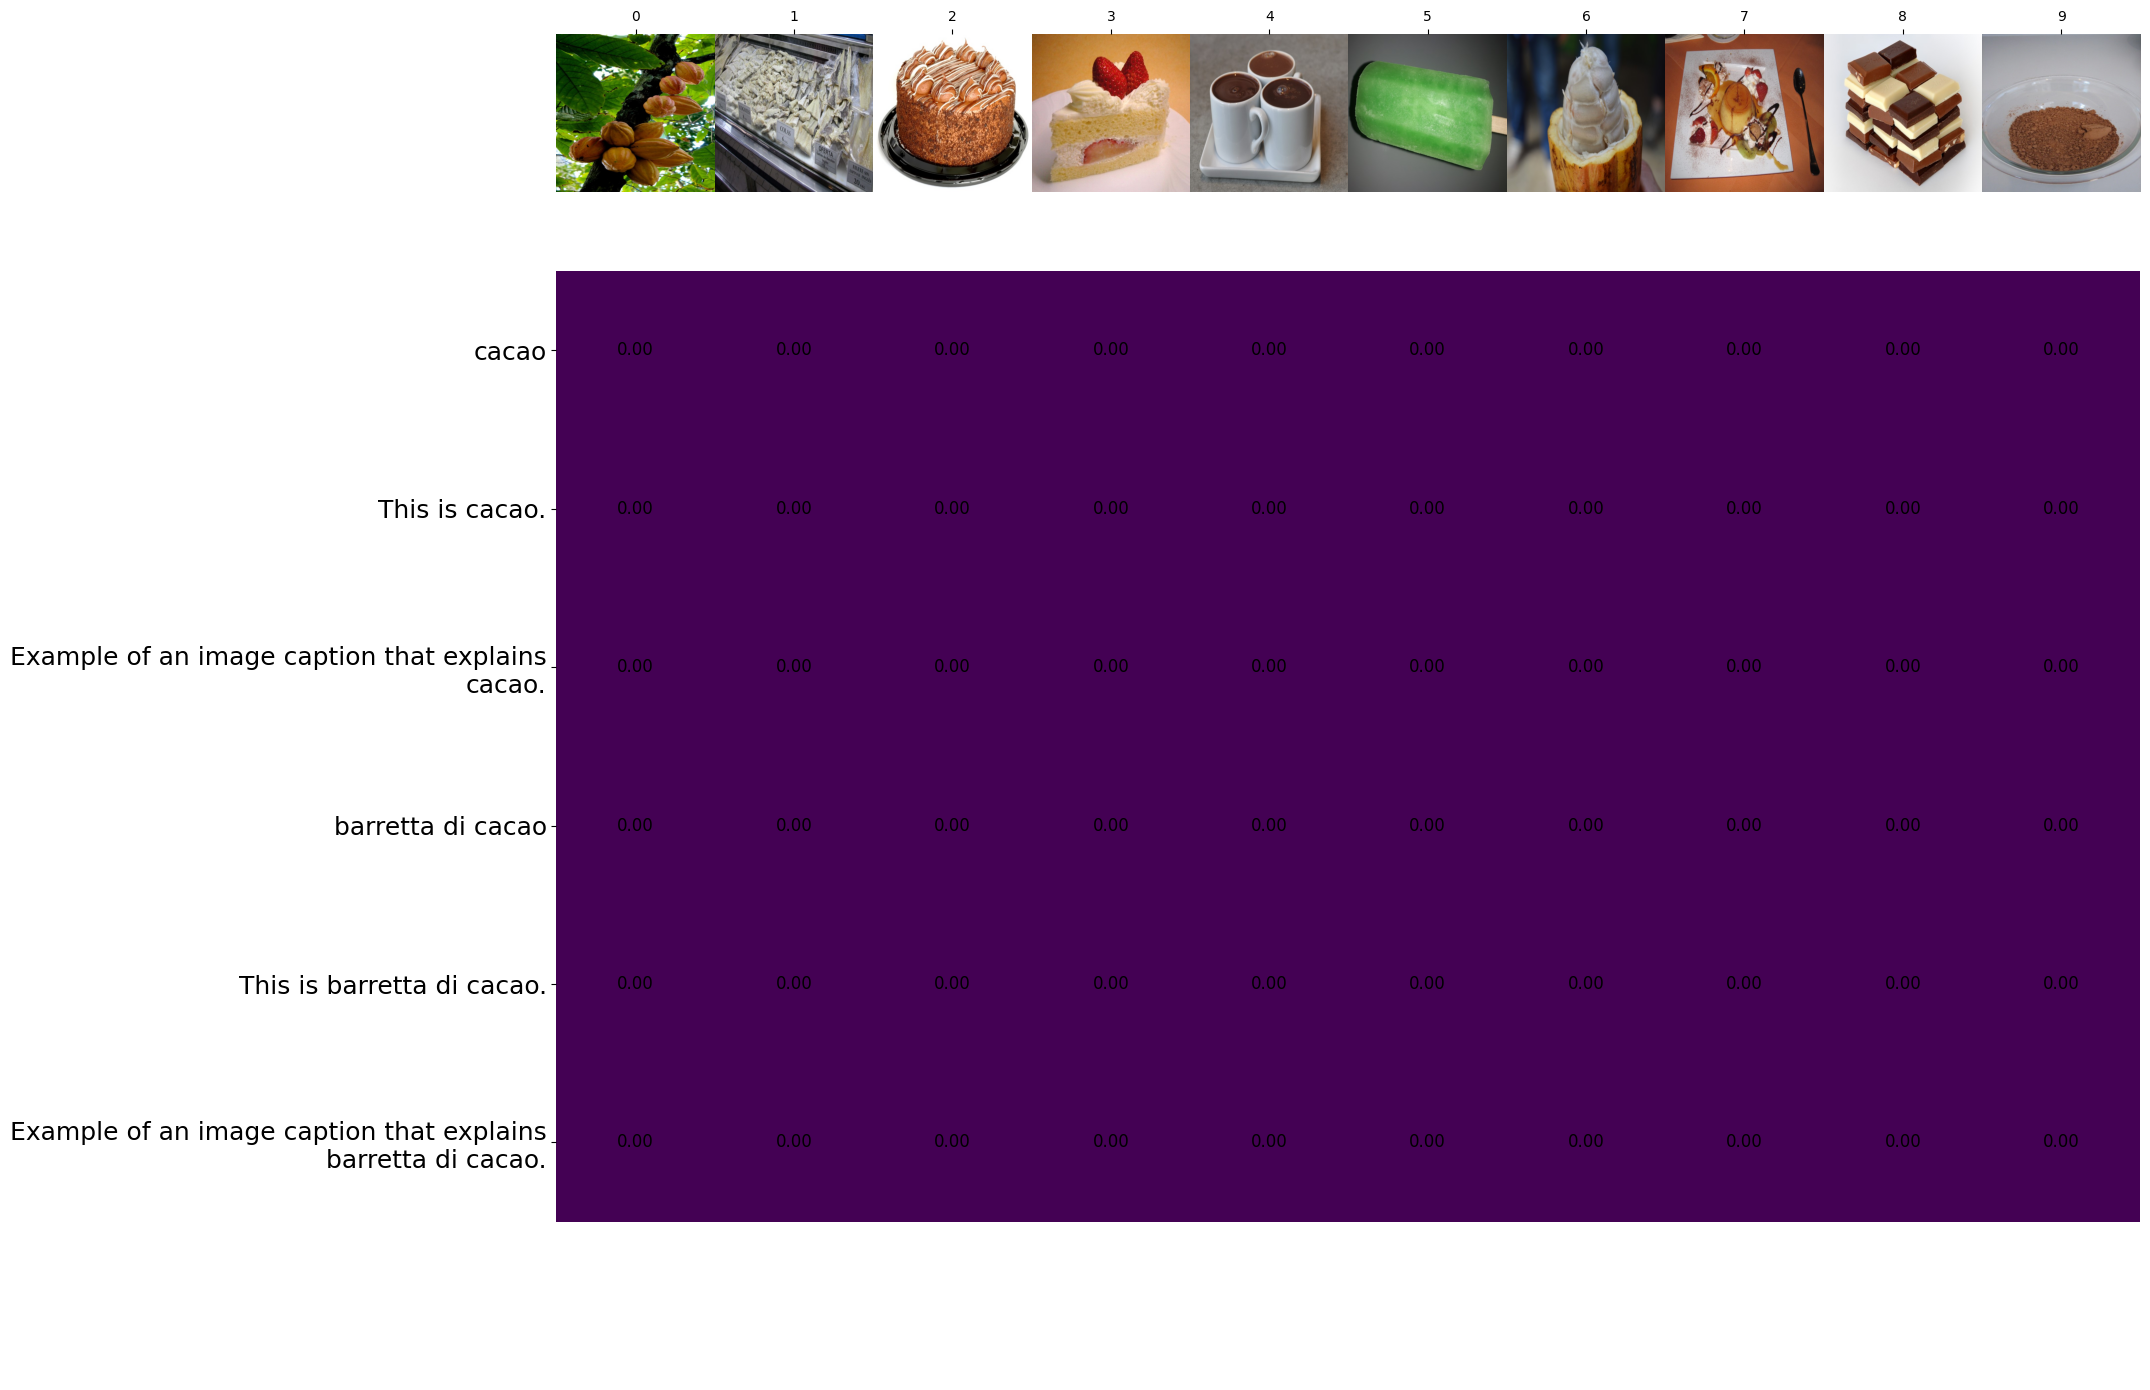 0 1 2 3 4 5 6 7 8 9
cacao 0.00 0.00 0.00 0.00 0.00 0.00 0.00 0.00 0.00 0.00
This is cacao. 0.00 0.00 0.00 0.00 0.00 0.00 0.00 0.00 0.00 0.00
Example of an image caption that explains
cacao. 0.00 0.00 0.00 0.00 0.00 0.00 0.00 0.00 0.00 0.00
barretta di cacao 0.00 0.00 0.00 0.00 0.00 0.00 0.00 0.00 0.00 0.00
This is barretta di cacao. 0.00 0.00 0.00 0.00 0.00 0.00 0.00 0.00 0.00 0.00
Example of an image caption that explains
barretta di cacao. 0.00 0.00 0.00 0.00 0.00 0.00 0.00 0.00 0.00 0.00